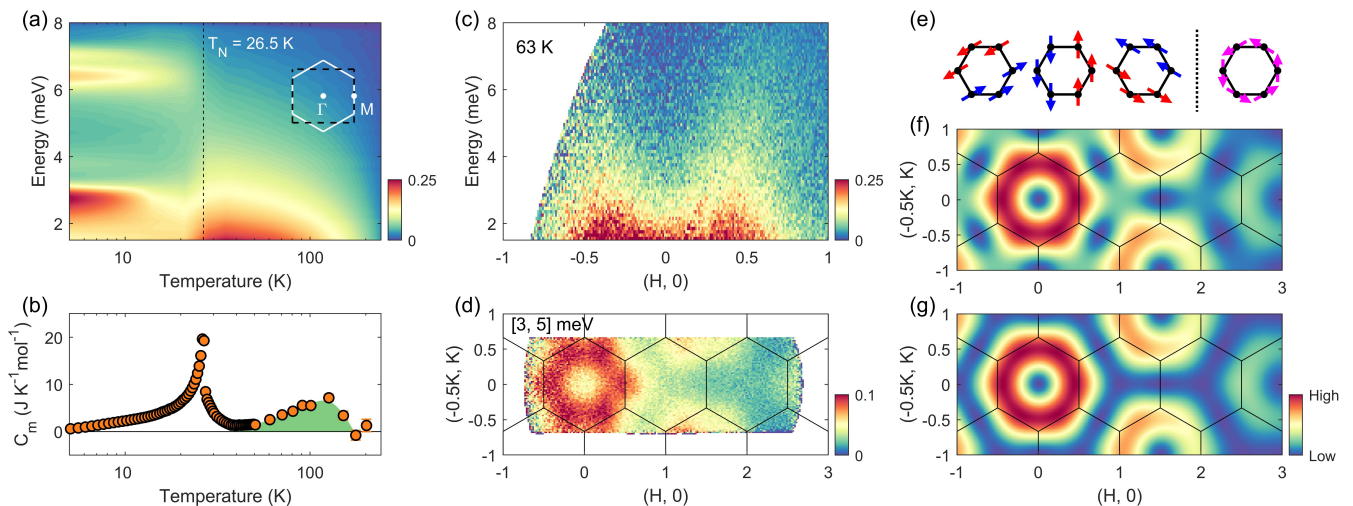 (a)
8
6
4
2
Energy (meV)
T_N = 26.5 K
Γ
M
0.25
0
10
100
Temperature (K)
(b)
20
10
0
C_m (J K⁻¹mol⁻¹)
10
100
Temperature (K)
(c)
8
6
4
2
Energy (meV)
63 K
0.25
0
-1
-0.5
0
0.5
1
(H, 0)
(d)
[3, 5] meV
1
0.5
0
-0.5
-1
(-0.5K, K)
0.1
0
-1
0
1
2
3
(H, 0)
(e)
(f)
1
0.5
0
-0.5
-1
(-0.5K, K)
-1
0
1
2
3
(g)
1
0.5
0
-0.5
-1
(-0.5K, K)
High
Low
-1
0
1
2
3
(H, 0)